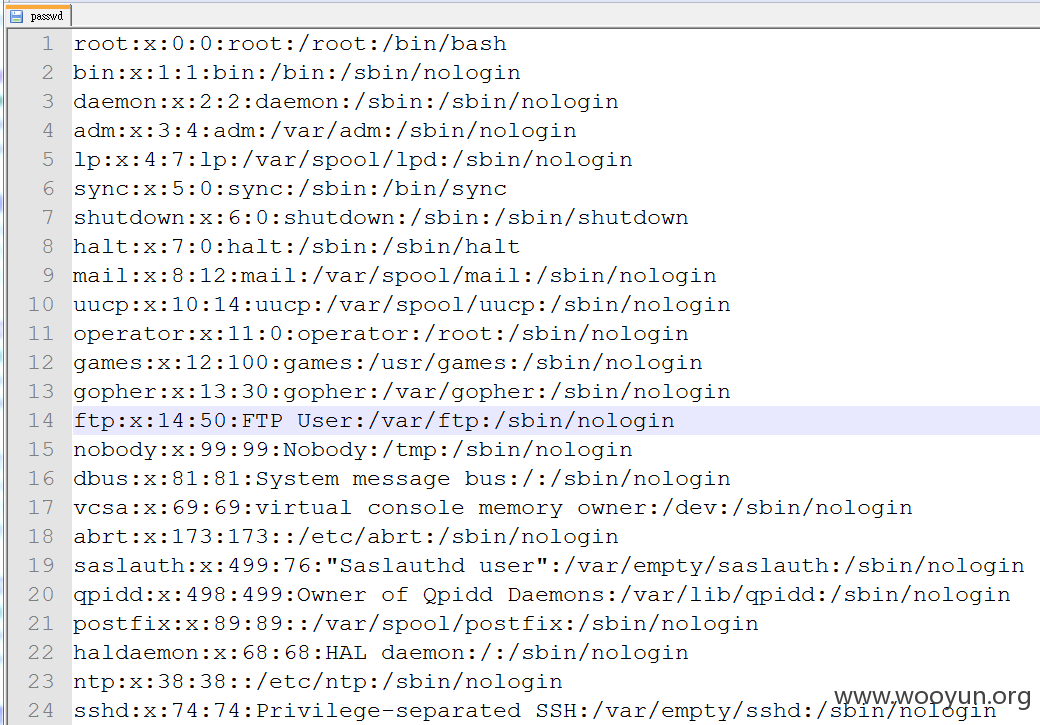 passwd
1 root:x:0:0:root:/root:/bin/bash
2 bin:x:1:1:bin:/bin:/sbin/nologin
3 daemon:x:2:2:daemon:/sbin:/sbin/nologin
4 adm:x:3:4:adm:/var/adm:/sbin/nologin
5 lp:x:4:7:lp:/var/spool/lpd:/sbin/nologin
6 sync:x:5:0:sync:/sbin:/bin/sync
7 shutdown:x:6:0:shutdown:/sbin:/sbin/shutdown
8 halt:x:7:0:halt:/sbin:/sbin/halt
9 mail:x:8:12:mail:/var/spool/mail:/sbin/nologin
10 uucp:x:10:14:uucp:/var/spool/uucp:/sbin/nologin
11 operator:x:11:0:operator:/root:/sbin/nologin
12 games:x:12:100:games:/usr/games:/sbin/nologin
13 gopher:x:13:30:gopher:/var/gopher:/sbin/nologin
14 ftp:x:14:50:FTP User:/var/ftp:/sbin/nologin
15 nobody:x:99:99:Nobody:/tmp:/sbin/nologin
16 dbus:x:81:81:System message bus:/:/sbin/nologin
17 vcsa:x:69:69:virtual console memory owner:/dev:/sbin/nologin
18 abrt:x:173:173::/etc/abrt:/sbin/nologin
19 saslauth:x:499:76:"Saslauthd user":/var/empty/saslauth:/sbin/nologin
20 qpidd:x:498:499:Owner of Qpidd Daemons:/var/lib/qpidd:/sbin/nologin
21 postfix:x:89:89::/var/spool/postfix:/sbin/nologin
22 haldaemon:x:68:68:HAL daemon:/:/sbin/nologin
23 ntp:x:38:38::/etc/ntp:/sbin/nologin
24 sshd:x:74:74:Privilege-separated SSH:/var/empty/sshd:/sbin/nologin
www.wooyun.org